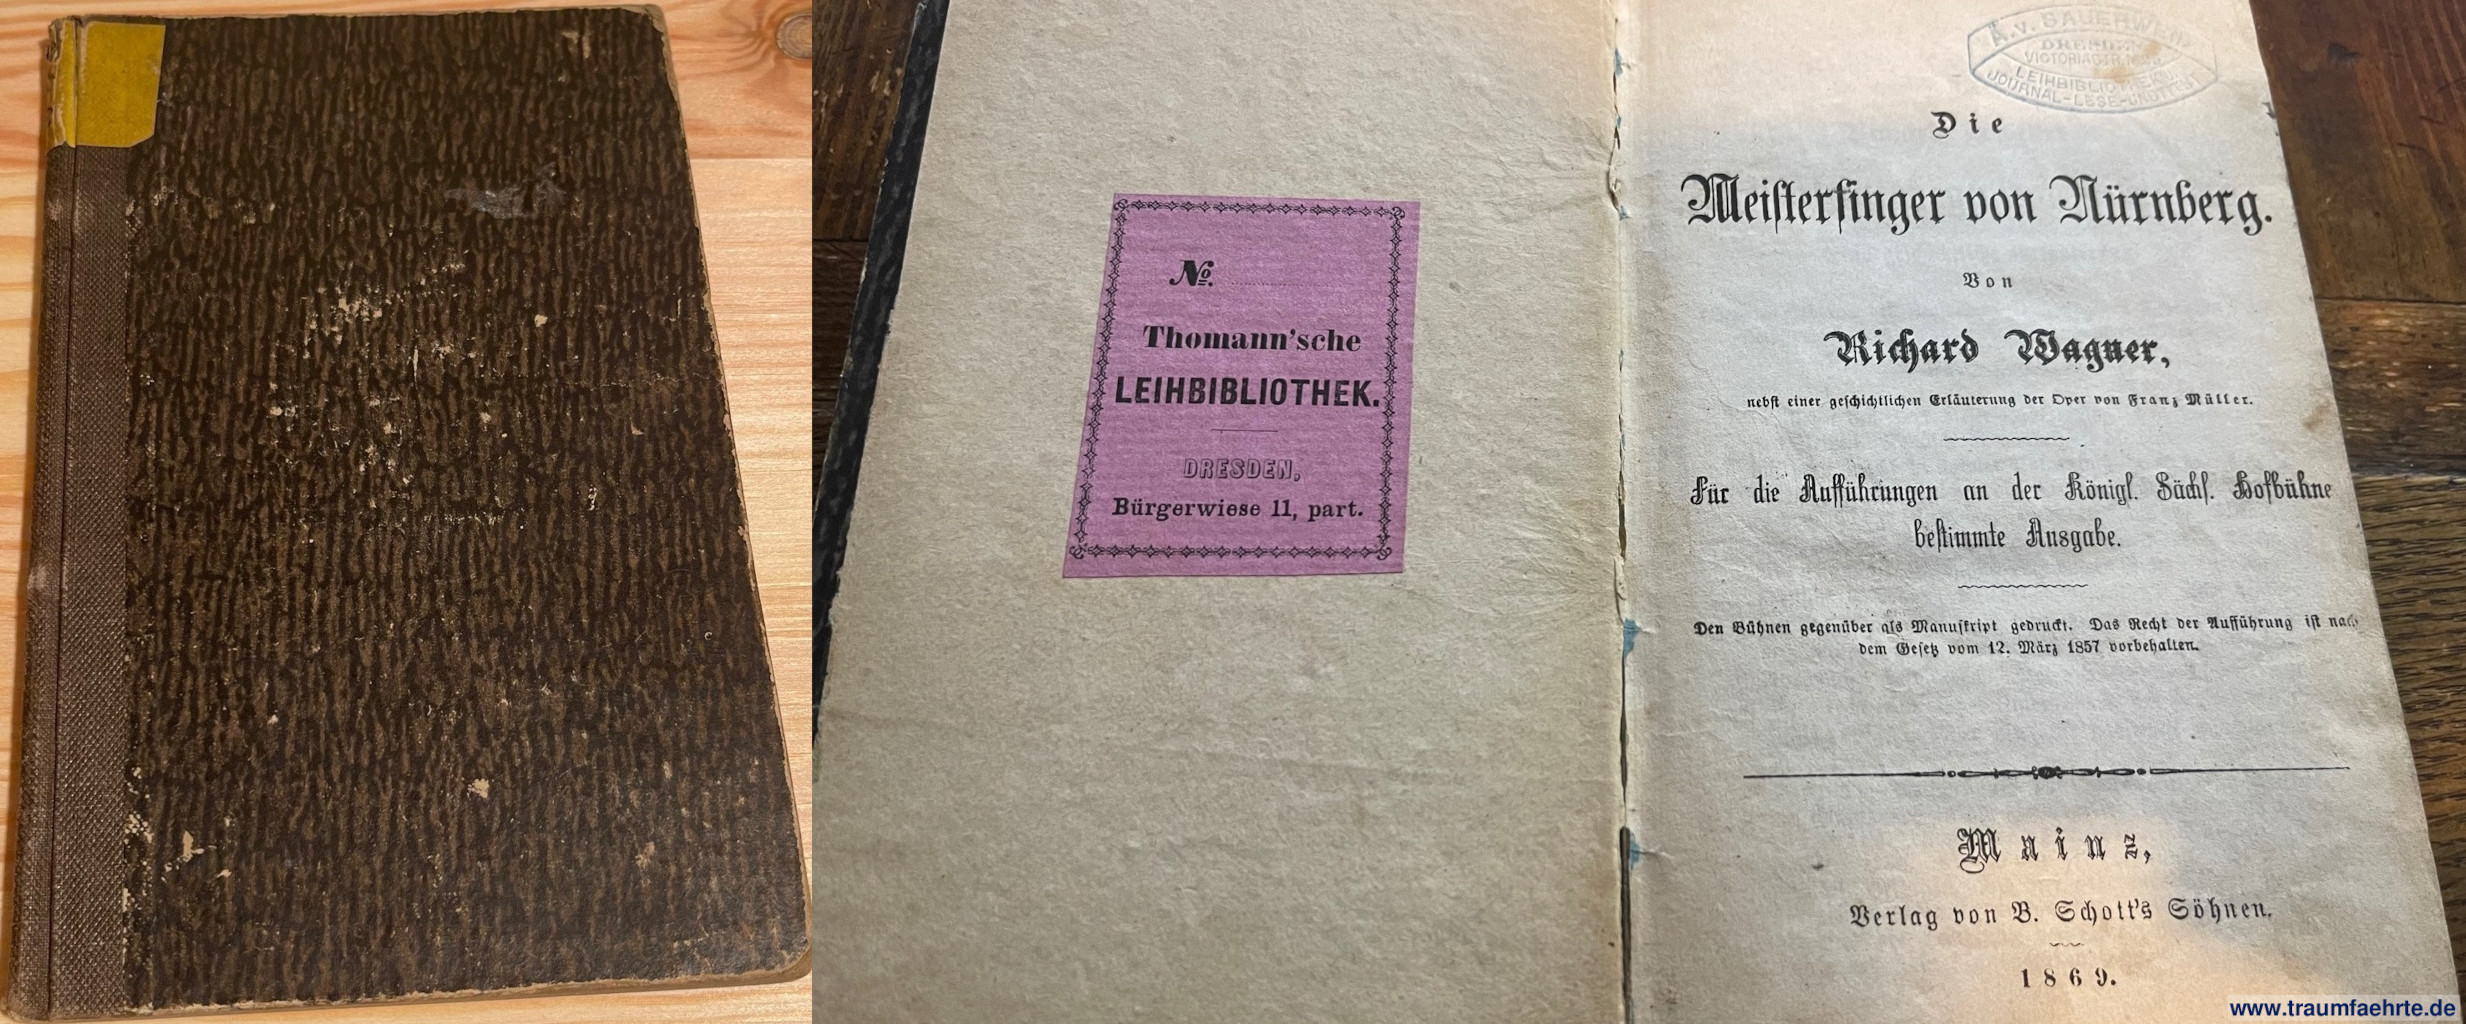 №.
Thomann'sche
LEIHBIBLIOTHEK.
DRESDEN,
Bürgerwiese 11, part.
A. v. SAUERWEIN
DRESDEN
VICTORIASTR.
LEIHBIBLIOTHEK U.
JOURNAL-LESE-INSTITUT
Die
Meiſterſinger von Nürnberg.
Von
Richard Wagner,
nebſt einer geſchichtlichen Erläuterung der Oper von Franz Müller.
Für die Aufführungen an der Königl. Sächſ. Hofbühne
beſtimmte Ausgabe.
Den Bühnen gegenüber als Manuſkript gedruckt. Das Recht der Aufführung iſt nach
dem Geſetz vom 12. März 1857 vorbehalten.
Mainz,
Verlag von B. Schott's Söhnen.
1869.
www.traumfaehrte.de